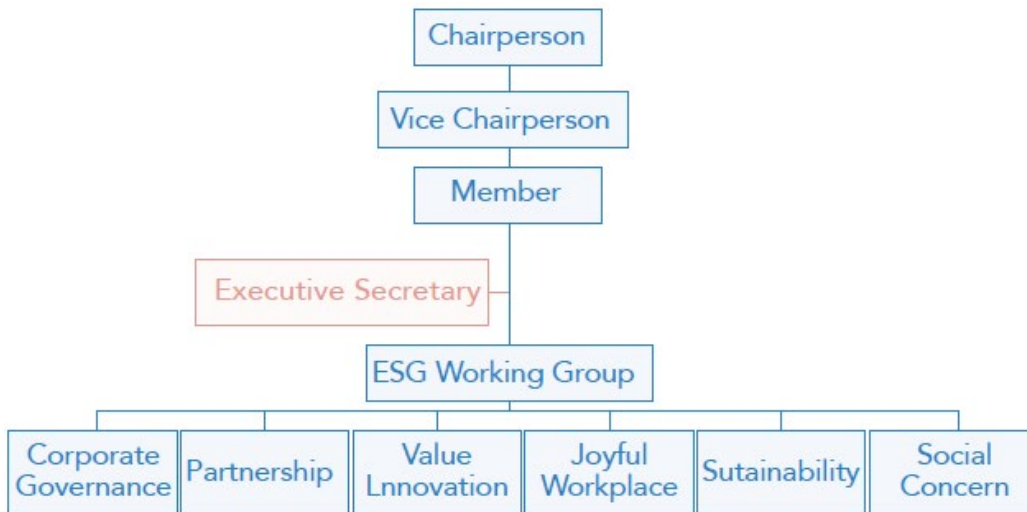 Chairperson
Vice Chairperson
Member
Executive Secretary
ESG Working Group
Corporate
Governance
Partnership
Value
Lnnovation
Joyful
Workplace
Sutainability
Social
Concern